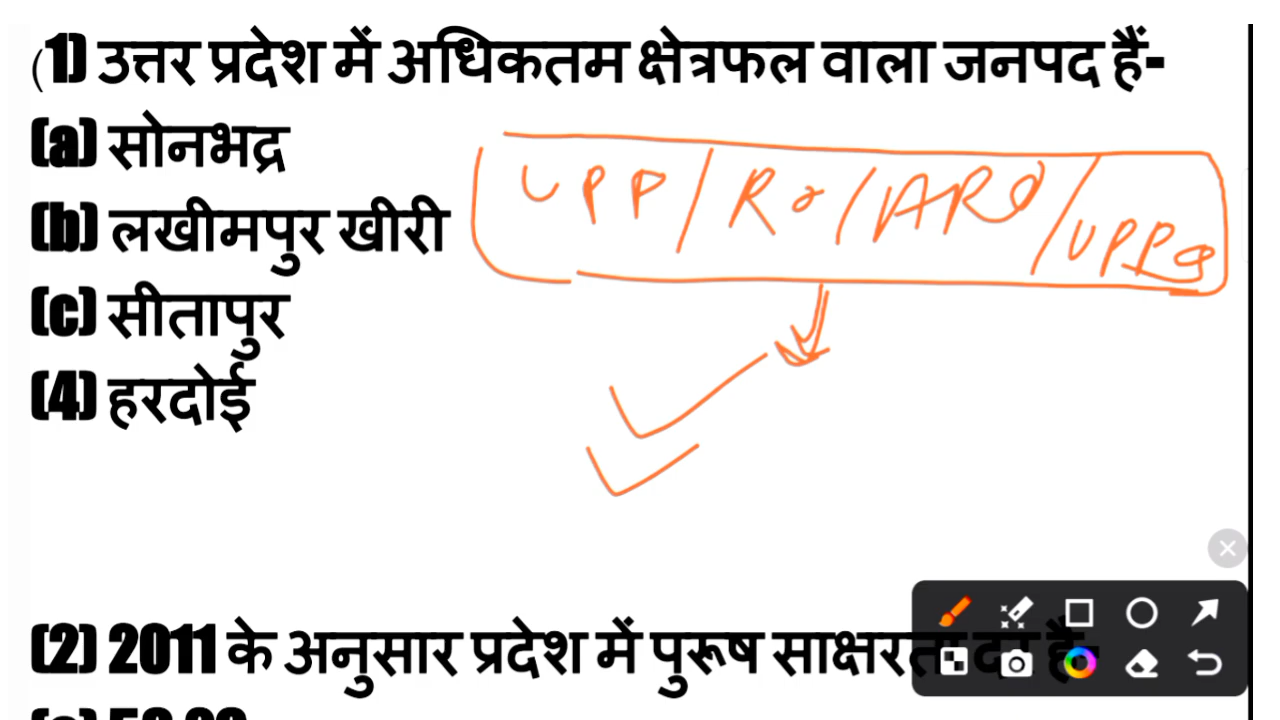 (1) उत्तर प्रदेश में अधिकतम क्षेत्रफल वाला जनपद हैं-
(a) सोनभद्र
UPP / RO / ARO / UPPCS
(b) लखीमपुर खीरी
(c) सीतापुर
(4) हरदोई
(2) 2011 के अनुसार प्रदेश में पुरूष साक्षरता दर है-